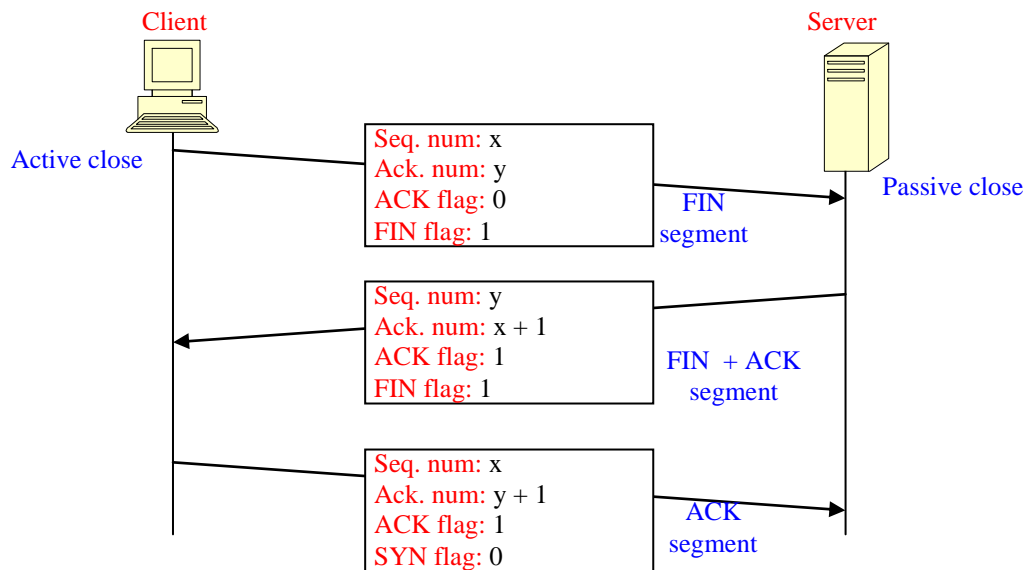 Client
Server
Active close
Passive close
Seq. num: x
Ack. num: y
ACK flag: 0
FIN flag: 1
FIN
segment
Seq. num: y
Ack. num: x + 1
ACK flag: 1
FIN flag: 1
FIN + ACK
segment
Seq. num: x
Ack. num: y + 1
ACK flag: 1
SYN flag: 0
ACK
segment